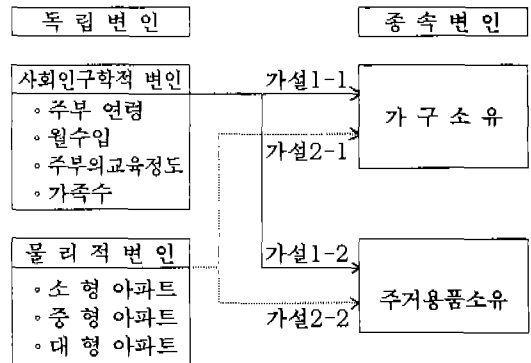 독 립 변 인
종 속 변 인
사회인구학적 변인
◦ 주부 연령
◦ 월수입
◦ 주부의교육정도
◦ 가족수
가설1-1
가 구 소 유
가설2-1
물 리 적 변 인
◦ 소 형 아파트
◦ 중 형 아파트
◦ 대 형 아파트
가설1-2
주거용품소유
가설2-2